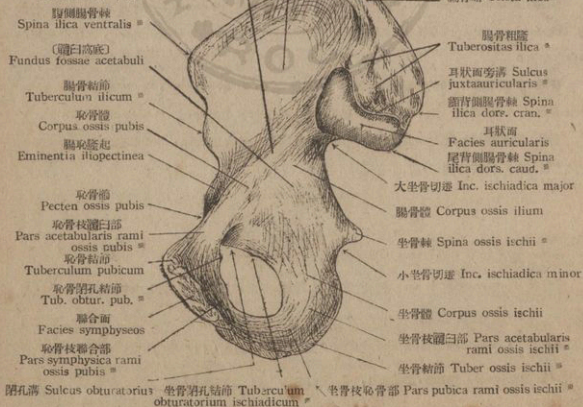 腹側腸骨棘
Spina ilica ventralis *
(髖臼窩底)
Fundus fossae acetabuli
腸骨結節
Tuberculum ilicum *
恥骨體
Corpus ossis pubis
腸恥隆起
Eminentia iliopectinea
恥骨櫛
Pecten ossis pubis
恥骨枝髖臼部
Pars acetabularis rami
ossis pubis *
恥骨結節
Tuberculum pubicum
恥骨閉孔結節
Tub. obtur. pub. *
聯合面
Facies symphyseos
恥骨枝聯合部
Pars symphysica rami
ossis pubis *
閉孔溝 Sulcus obturatorius
坐骨閉孔結節 Tuberculum
obturatorium ischiadicum *
腸骨粗隆
Tuberositas ilica *
耳狀面旁溝 Sulcus
juxtaauricularis *
顱背側腸骨棘 Spina
ilica dors. cran. *
耳狀面
Facies auricularis
尾背側腸骨棘 Spina
ilica dors. caud. *
大坐骨切迹 Inc. ischiadica major
腸骨體 Corpus ossis ilium
坐骨棘 Spina ossis ischii *
小坐骨切迹 Inc. ischiadica minor
坐骨體 Corpus ossis ischii
坐骨枝髖臼部 Pars acetabularis
rami ossis ischii *
坐骨結節 Tuber ossis ischii *
坐骨枝恥骨部 Pars pubica rami ossis ischii *